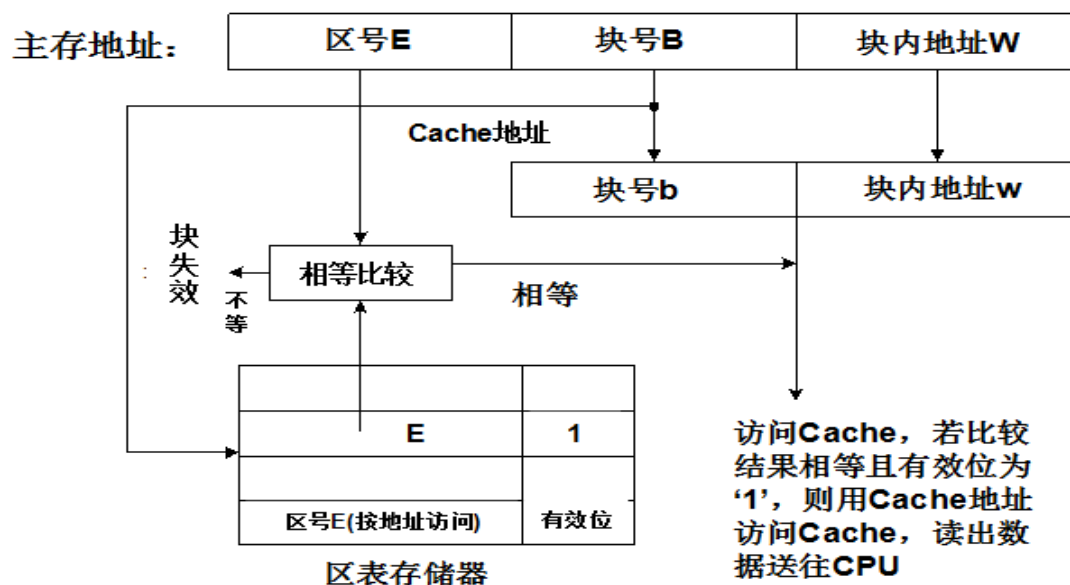 主存地址：
区号E
块号B
块内地址W
Cache地址
块号b
块内地址w
块失效
:
不等
相等比较
相等
E
1
区号E(按地址访问)
有效位
区表存储器
访问Cache，若比较
结果相等且有效位为
‘1’，则用Cache地址
访问Cache，读出数
据送往CPU